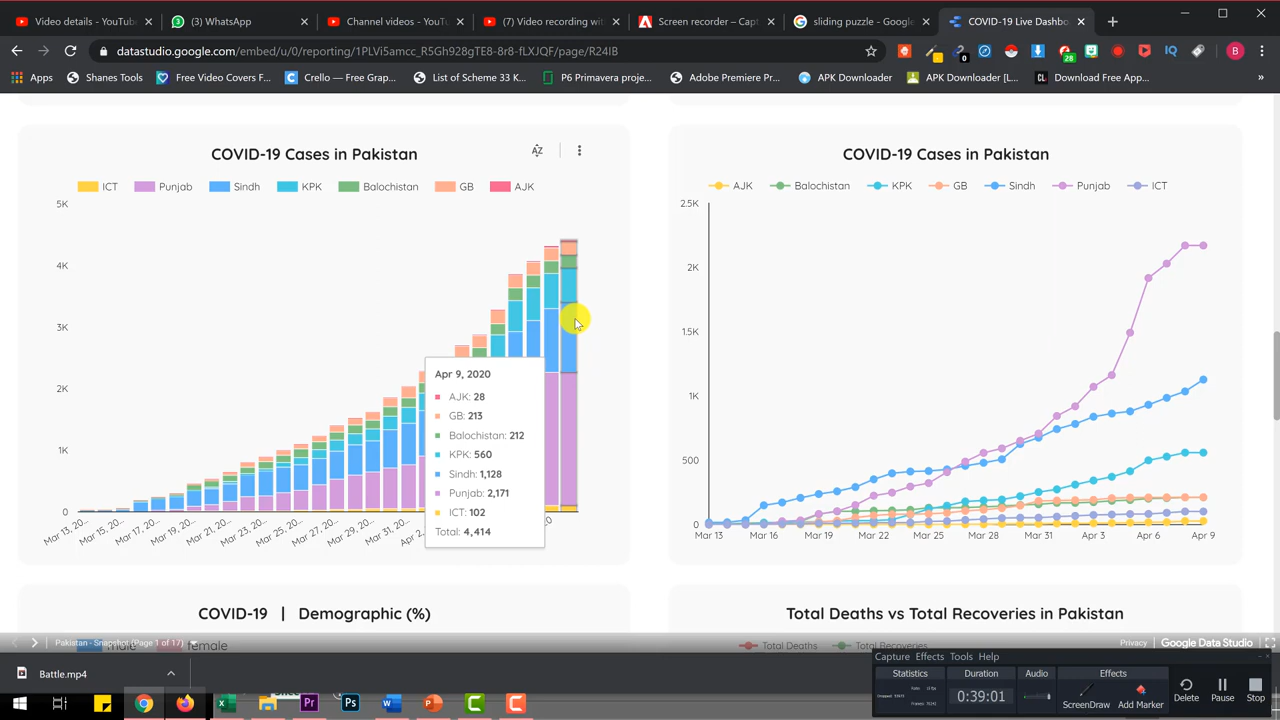 Video details - YouTube
(3) WhatsApp
Channel videos - YouTu
(7) Video recording wit
Screen recorder – Capt
sliding puzzle - Google
COVID-19 Live Dashbo
datastudio.google.com/embed/u/0/reporting/1PLVi5amcc_R5Gh928gTE8-8r8-fLXJQF/page/R24IB
28
0
IQ
B
Apps
Shanes Tools
Free Video Covers F...
Crello — Free Grap...
List of Scheme 33 K...
P6 Primavera proje...
Adobe Premiere Pr...
APK Downloader
APK Downloader [L...
Download Free App...
»
COVID-19 Cases in Pakistan
AZ
ICT Punjab Sindh KPK Balochistan GB AJK
5K
4K
3K
2K
1K
0
Mar 13, 20...
Mar 15, 20...
Mar 17, 20...
Mar 19, 20...
Mar 21, 20...
Mar 23, 20...
Mar 25, 20...
Mar 27, 20...
Mar 29, 20...
Mar 31, 20...
Apr 9, 2020
AJK: 28
GB: 213
Balochistan: 212
KPK: 560
Sindh: 1,128
Punjab: 2,171
ICT: 102
Total: 4,414
COVID-19 Cases in Pakistan
AJK Balochistan KPK GB Sindh Punjab ICT
2.5K
2K
1.5K
1K
500
0
Mar 13 Mar 16 Mar 19 Mar 22 Mar 25 Mar 28 Mar 31 Apr 3 Apr 6 Apr 9
COVID-19 | Demographic (%)
male female
Total Deaths vs Total Recoveries in Pakistan
Total Deaths Total Recoveries
Pakistan - Snapshot (Page 1 of 17)
Privacy
Google Data Studio
Battle.mp4
Capture Effects Tools Help
Statistics
Duration
0:39:01
Audio
Effects
ScreenDraw
Add Marker
Delete
Pause
Stop
Pr
Ps